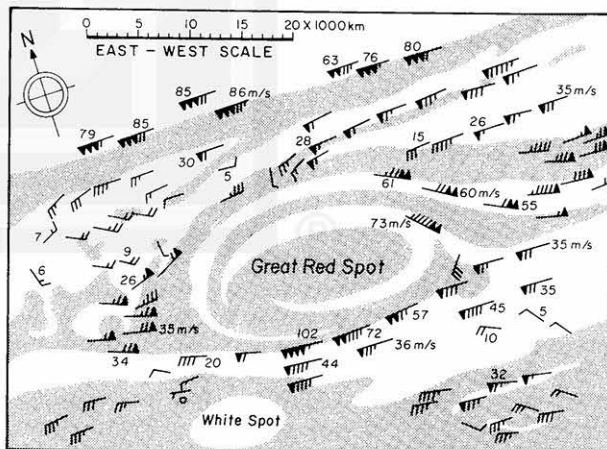 0 5 10 15 20 X 1000 km
EAST – WEST SCALE
N
63 76 80
85 86 m/s
79 85
35 m/s
28 15 26
30 5
61 60 m/s 55
7
73 m/s
9
6 26
Great Red Spot
35 m/s
35
35 m/s
57 45 5
102 72 10
34 20 44 36 m/s
32
White Spot